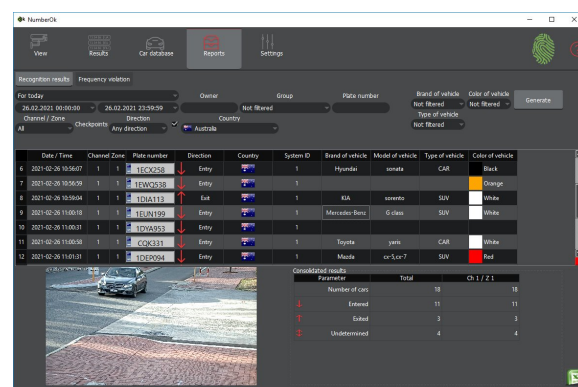 NumberOk
View Results Car database Reports Settings
Recognition results Frequency violation
For today Owner Group Plate number Brand of vehicle Color of vehicle
26.02.2021 00:00:00 26.02.2021 23:59:59 Not filtered Not filtered Not filtered Generate
Channel / Zone Checkpoints Direction Country Type of vehicle
All Any direction Australia Not filtered
Date / Time Channel Zone Plate number Direction Country System ID Brand of vehicle Model of vehicle Type of vehicle Color of vehicle
6 2021-02-26 10:56:07 1 1 1ECX258 Entry 1 Hyundai sonata CAR Black
7 2021-02-26 10:56:59 1 1 1EWQ538 Entry 1 Orange
8 2021-02-26 10:59:04 1 1 1DIA113 Exit 1 KIA sorento SUV White
9 2021-02-26 11:00:18 1 1 1EUN199 Entry 1 Mercedes-Benz G class SUV White
10 2021-02-26 11:00:31 1 1 1DYA953 Entry 1
11 2021-02-26 11:00:58 1 1 CQK331 Entry 1 Toyota yaris CAR White
12 2021-02-26 11:01:31 1 1 1DEP094 Entry 1 Mazda cx-5,cx-7 SUV Red
Consolidated results
Parameter Total Ch 1 / Z 1
Number of cars 18 18
Entered 11 11
Exited 3 3
Undetermined 4 4